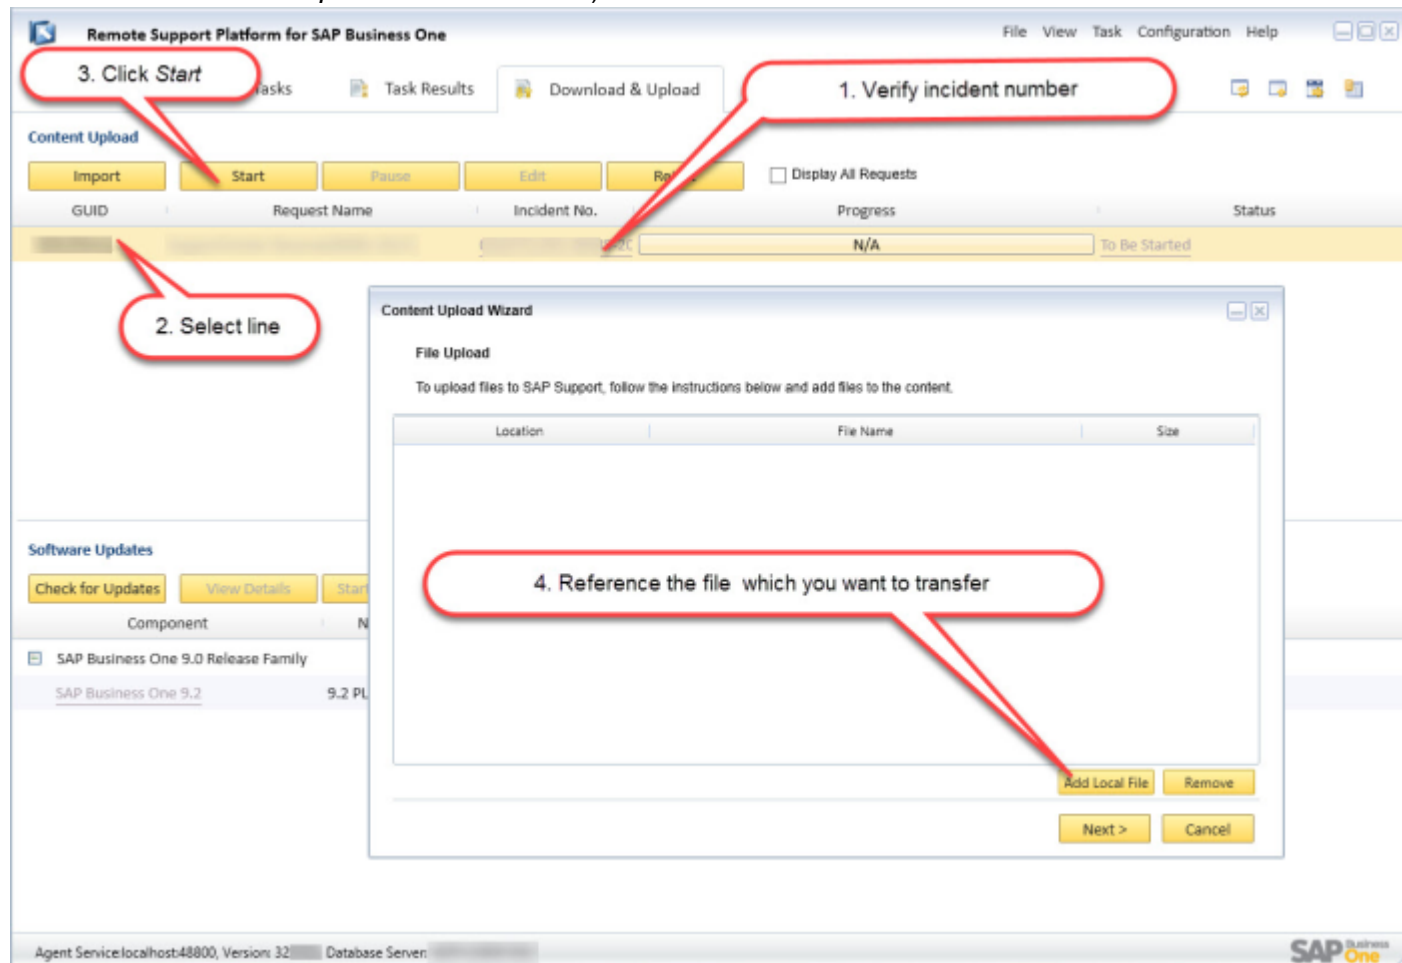 Remote Support Platform for SAP Business One
File View Task Configuration Help
3. Click Start
Tasks
Task Results
Download & Upload
1. Verify incident number
Content Upload
Import
Start
Pause
Edit
Display All Requests
GUID
Request Name
Incident No.
Progress
Status
N/A
To Be Started
2. Select line
Content Upload Wizard
File Upload
To upload files to SAP Support, follow the instructions below and add files to the content.
Location
File Name
Size
Software Updates
Check for Updates
View Details
Start
4. Reference the file which you want to transfer
Component
N
SAP Business One 9.0 Release Family
SAP Business One 9.2
9.2 PL
Add Local File
Remove
Next >
Cancel
Agent Service:localhost:48800, Version: 32
Database Server:
SAP Business One